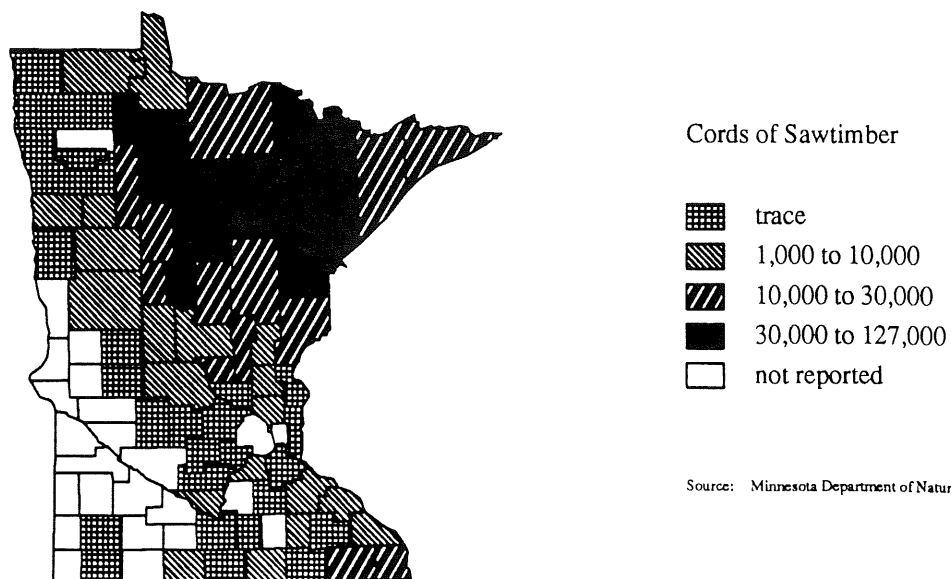 Cords of Sawtimber
trace
1,000 to 10,000
10,000 to 30,000
30,000 to 127,000
not reported
Source: Minnesota Department of Natur